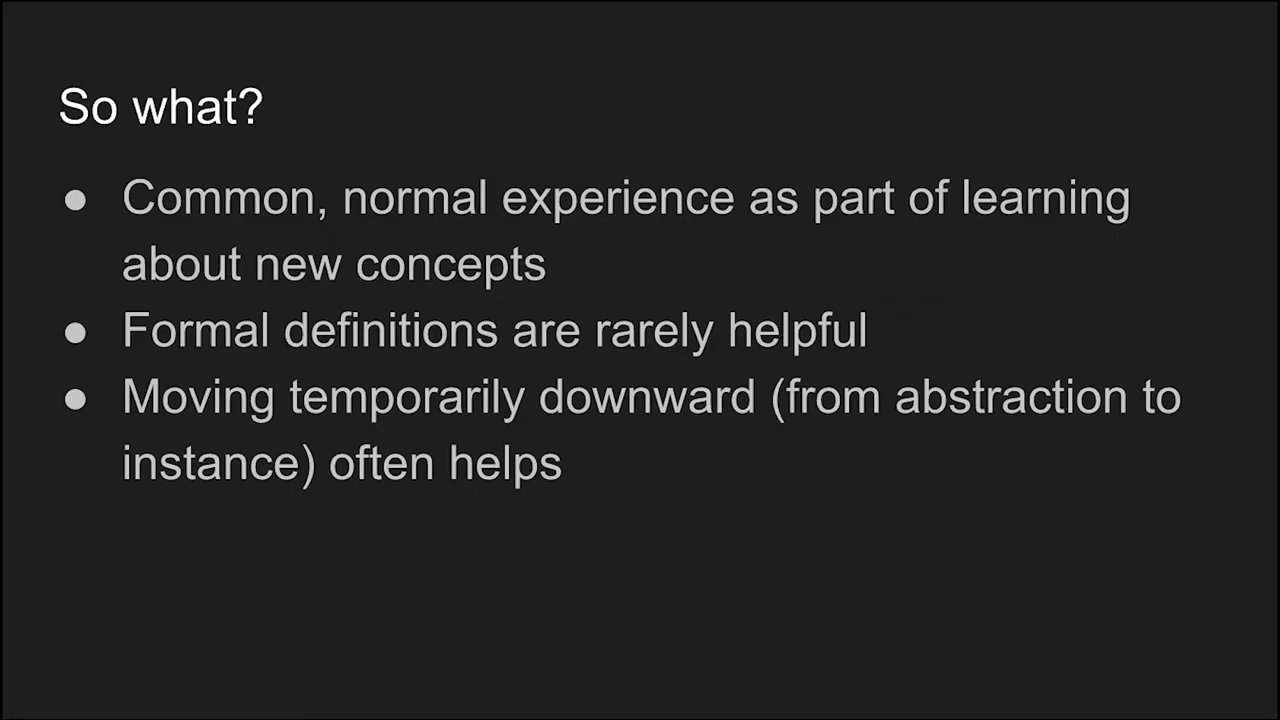 So what?
● Common, normal experience as part of learning
about new concepts
● Formal definitions are rarely helpful
● Moving temporarily downward (from abstraction to
instance) often helps